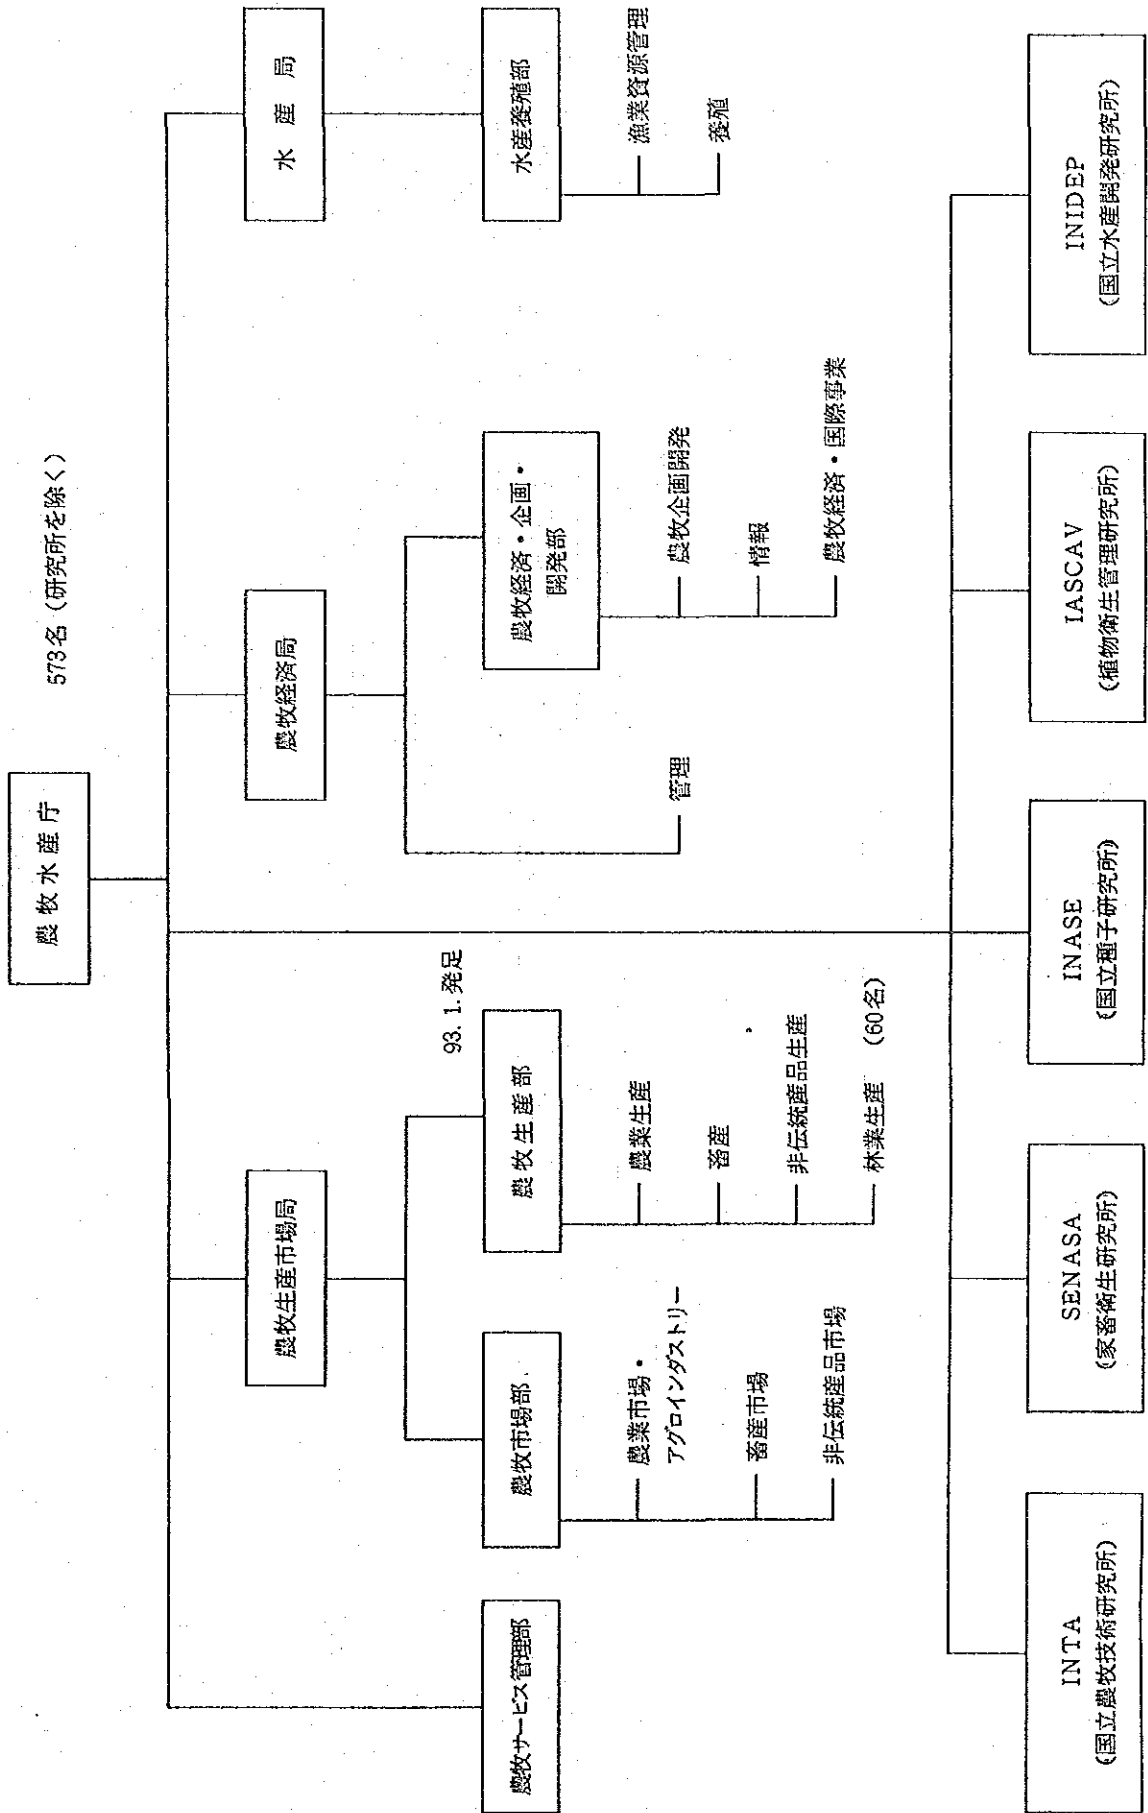 農牧水産庁
573名(研究所を除く)
農牧生産市場局
農牧経済局
水産局
93. 1. 発足
農牧サービス管理部
農牧市場部
農牧生産部
農牧経済・企画・
開発部
水産養殖部
農業市場・
アグロインダストリー
畜産市場
非伝統産品市場
農業生産
畜産
非伝統産品生産
林業生産 (60名)
管理
農牧企画開発
情報
農牧経済・国際事業
漁業資源管理
養殖
INTA
(国立農牧技術研究所)
SENASA
(家畜衛生研究所)
INASE
(国立種子研究所)
IASCAV
(植物衛生管理研究所)
INIDEP
(国立水産開発研究所)